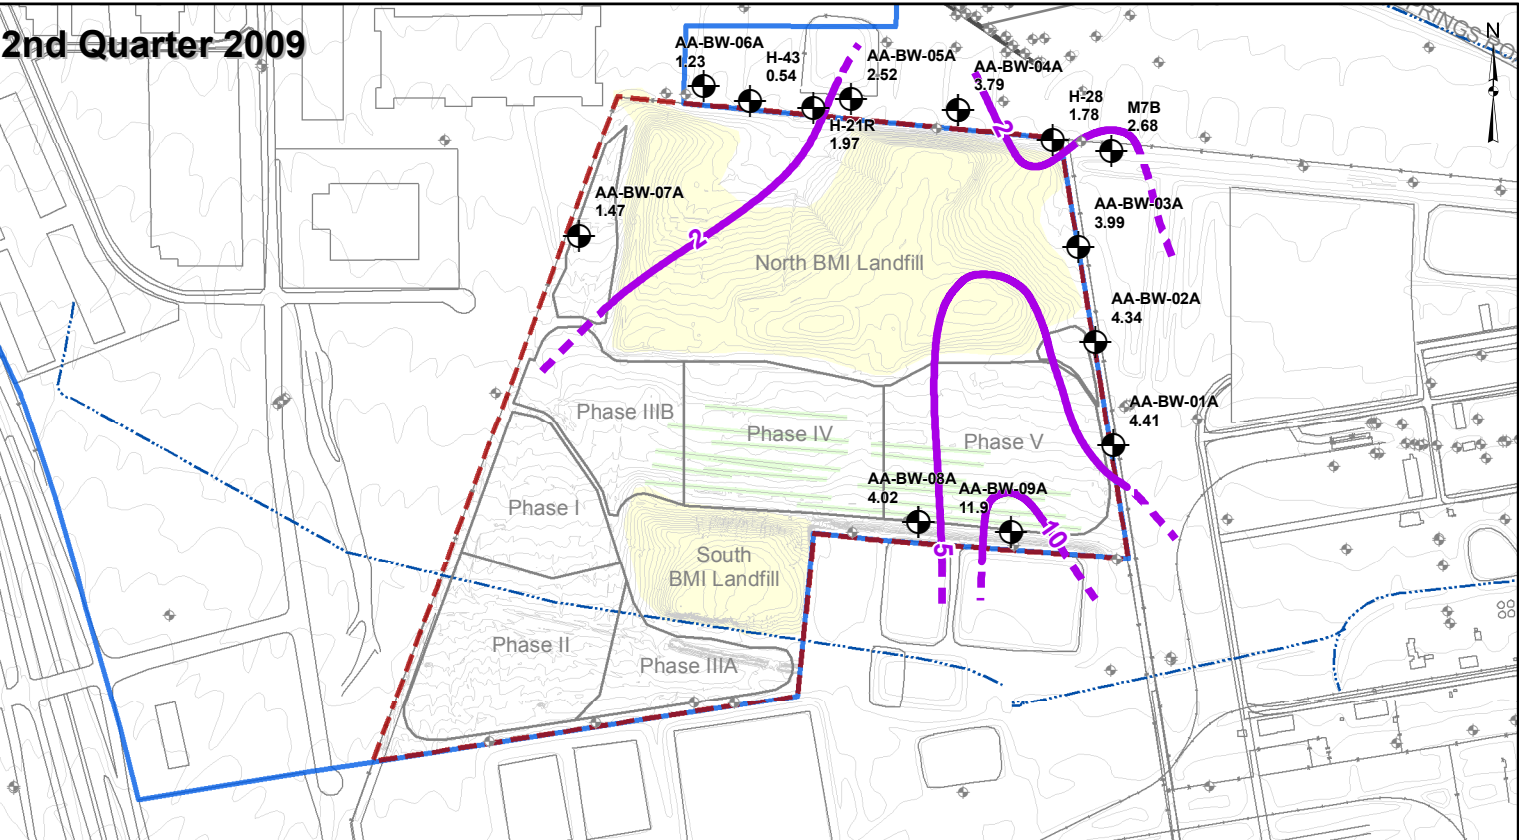 2nd Quarter 2009
N
AA-BW-06A
1.23
H-43
0.54
AA-BW-05A
2.52
AA-BW-04A
3.79
H-28
1.78
M7B
2.68
H-21R
1.97
2
AA-BW-07A
1.47
AA-BW-03A
3.99
2
North BMI Landfill
AA-BW-02A
4.34
AA-BW-01A
4.41
Phase IIIB
Phase IV
Phase V
AA-BW-08A
4.02
AA-BW-09A
11.9
Phase I
10
5
South
BMI Landfill
Phase II
Phase IIIA